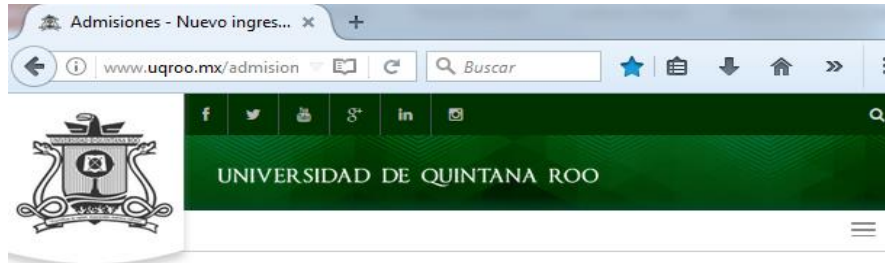 Admisiones - Nuevo ingres...
www.uqroo.mx/admision
Buscar
f
g+
in
UNIVERSIDAD DE QUINTANA ROO